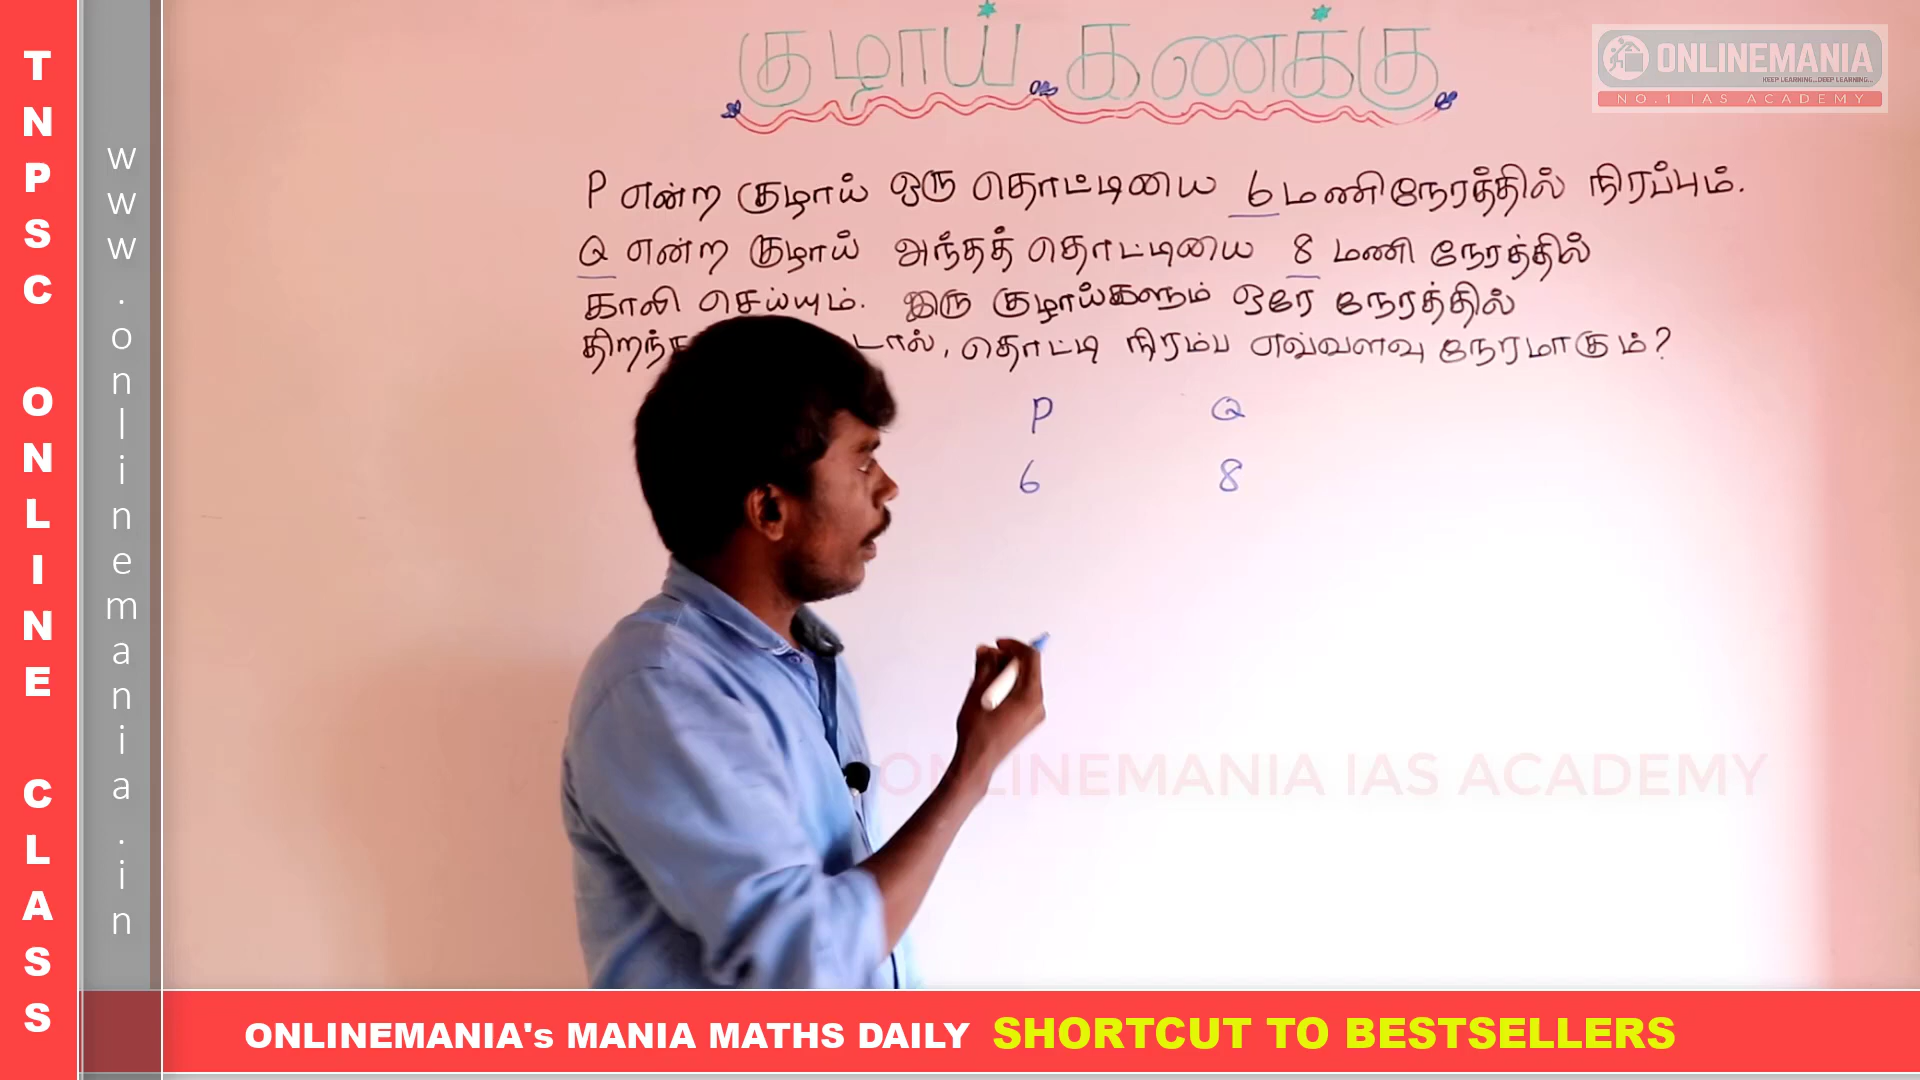 TNPSC ONLINE CLASS
www.onlinemania.in
குழாய் கணக்கு
ONLINEMANIA
KEEP LEARNING...DEEP LEARNING...
NO.1 IAS ACADEMY
P என்ற குழாய் ஒரு தொட்டியை 6 மணிநேரத்தில் நிரப்பும்.
Q என்ற குழாய் அந்தத் தொட்டியை 8 மணி நேரத்தில்
காலி செய்யும். இரு குழாய்களும் ஒரே நேரத்தில்
தொட்டி நிரம்ப எவ்வளவு நேரமாகும்?
P Q
6 8
ONLINEMANIA IAS ACADEMY
ONLINEMANIA's MANIA MATHS DAILY SHORTCUT TO BESTSELLERS